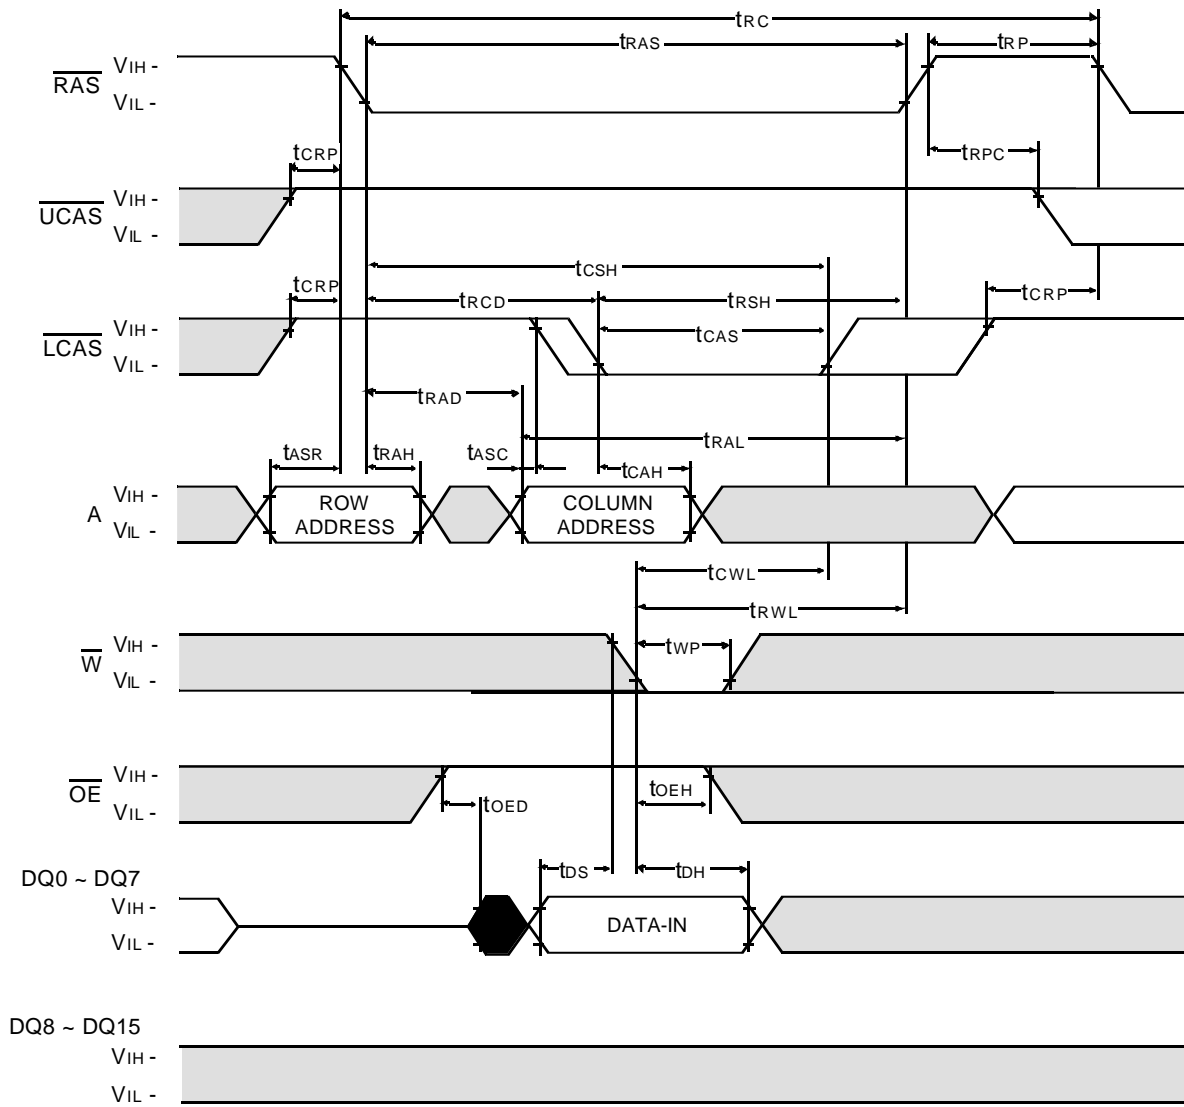 tRC
tRAS
tRP
RAS
VIH -
VIL -
tCRP
tRPC
UCAS
VIH -
VIL -
tCSH
tCRP
tRCD
tRSH
tCRP
LCAS
VIH -
VIL -
tCAS
tRAD
tRAL
tASR
tRAH
tASC
tCAH
A
VIH -
VIL -
ROW
ADDRESS
COLUMN
ADDRESS
tCWL
tRWL
W
VIH -
VIL -
tWP
OE
VIH -
VIL -
tOED
tOEH
tDS
tDH
DQ0 ~ DQ7
VIH -
VIL -
DATA-IN
DQ8 ~ DQ15
VIH -
VIL -